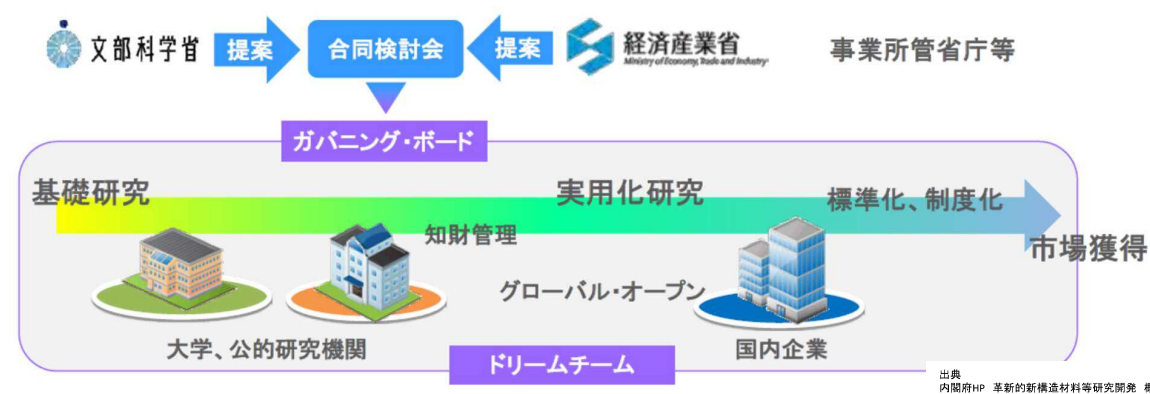 文部科学省
提案
合同検討会
提案
経済産業省
Ministry of Economy, Trade and Industry
事業所管省庁等
ガバニング・ボード
基礎研究
実用化研究
標準化、制度化
知財管理
市場獲得
グローバル・オープン
大学、公的研究機関
国内企業
ドリームチーム
出典
内閣府HP 革新的新構造材料等研究開発